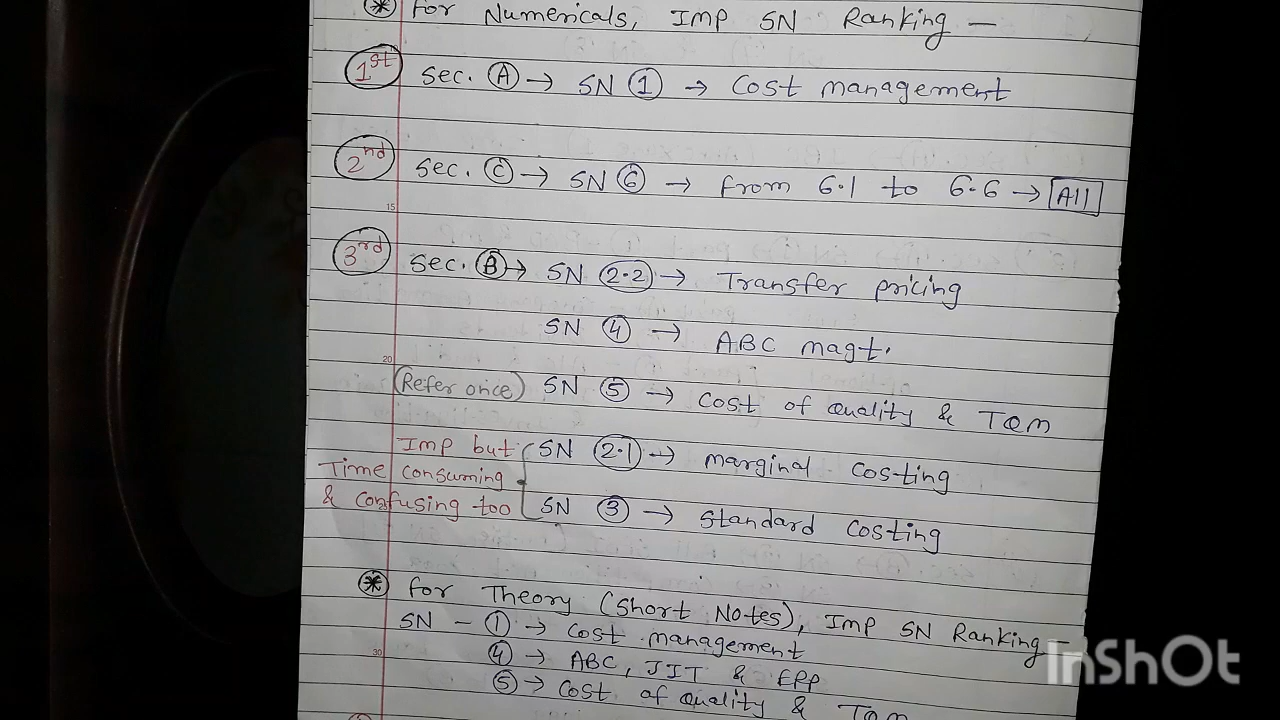 * For Numericals, Imp SN Ranking —
1st Sec. A → SN 1 → Cost management
2nd Sec. C → SN 6 → from 6.1 to 6.6 → All
15
3rd Sec. B → SN 2.2 → Transfer pricing
SN 4 → ABC magt.
20
(Refer once) SN 5 → Cost of Quality & TQM
Imp but SN 2.1 → marginal costing
Time consuming
& confusing too SN 3 → Standard Costing
* for Theory (Short Notes), Imp SN Ranking –
SN - 1 → Cost management
30
4 → ABC, JIT & ERP
5 → Cost of Quality & TQM
InShOt